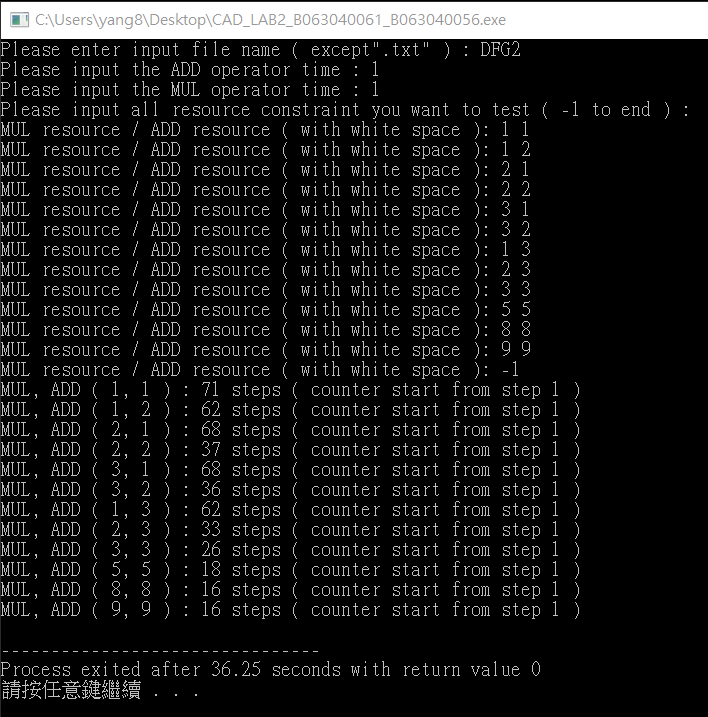 C:\Users\yang8\Desktop\CAD_LAB2_B063040061_B063040056.exe
Please enter input file name ( except".txt" ) : DFG2
Please input the ADD operator time : 1
Please input the MUL operator time : 1
Please input all resource constraint you want to test ( -1 to end ) :
MUL resource / ADD resource ( with white space ): 1 1
MUL resource / ADD resource ( with white space ): 1 2
MUL resource / ADD resource ( with white space ): 2 1
MUL resource / ADD resource ( with white space ): 2 2
MUL resource / ADD resource ( with white space ): 3 1
MUL resource / ADD resource ( with white space ): 3 2
MUL resource / ADD resource ( with white space ): 1 3
MUL resource / ADD resource ( with white space ): 2 3
MUL resource / ADD resource ( with white space ): 3 3
MUL resource / ADD resource ( with white space ): 5 5
MUL resource / ADD resource ( with white space ): 8 8
MUL resource / ADD resource ( with white space ): 9 9
MUL resource / ADD resource ( with white space ): -1
MUL, ADD ( 1, 1 ) : 71 steps ( counter start from step 1 )
MUL, ADD ( 1, 2 ) : 62 steps ( counter start from step 1 )
MUL, ADD ( 2, 1 ) : 68 steps ( counter start from step 1 )
MUL, ADD ( 2, 2 ) : 37 steps ( counter start from step 1 )
MUL, ADD ( 3, 1 ) : 68 steps ( counter start from step 1 )
MUL, ADD ( 3, 2 ) : 36 steps ( counter start from step 1 )
MUL, ADD ( 1, 3 ) : 62 steps ( counter start from step 1 )
MUL, ADD ( 2, 3 ) : 33 steps ( counter start from step 1 )
MUL, ADD ( 3, 3 ) : 26 steps ( counter start from step 1 )
MUL, ADD ( 5, 5 ) : 18 steps ( counter start from step 1 )
MUL, ADD ( 8, 8 ) : 16 steps ( counter start from step 1 )
MUL, ADD ( 9, 9 ) : 16 steps ( counter start from step 1 )
--------------------------------
Process exited after 36.25 seconds with return value 0
請按任意鍵繼續 . . .